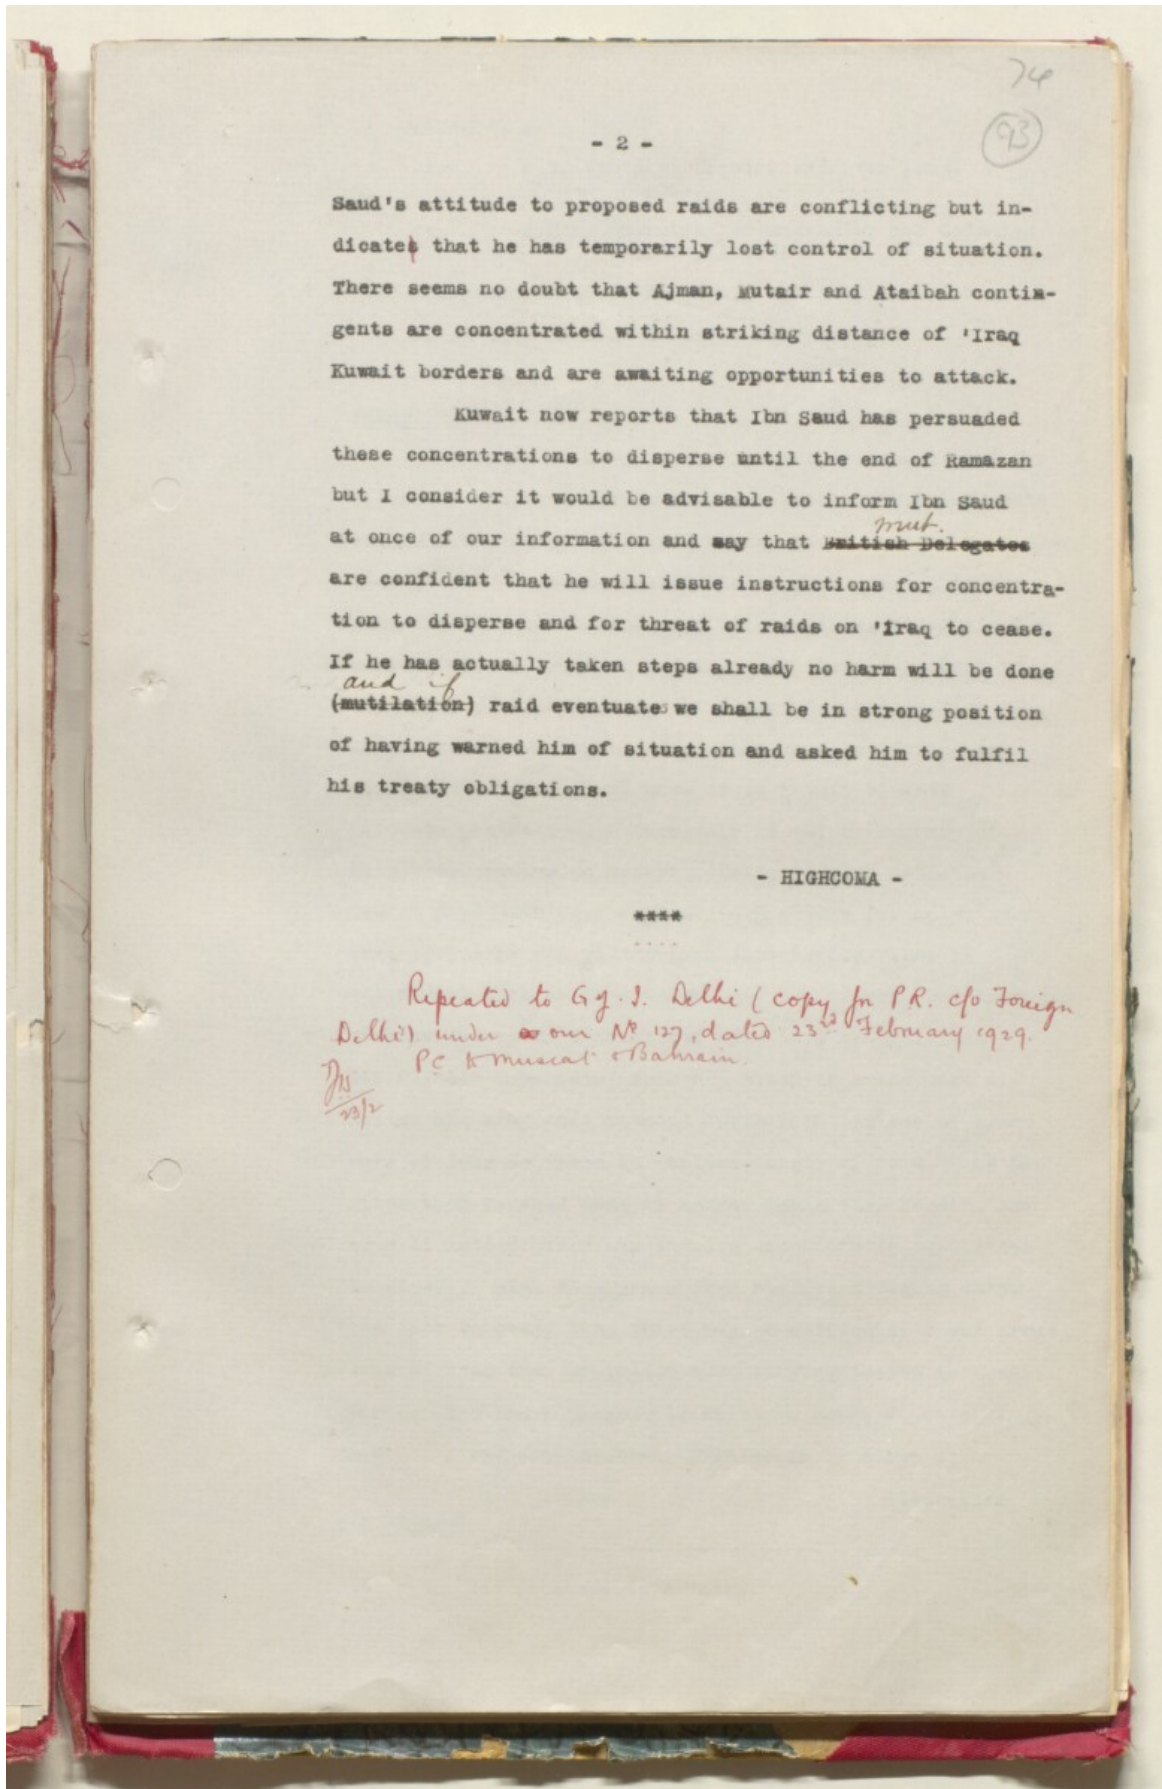 74
93
- 2 -
Saud's attitude to proposed raids are conflicting but in-
dicates that he has temporarily lost control of situation.
There seems no doubt that Ajman, Mutair and Ataibah contin-
gents are concentrated within striking distance of 'Iraq
Kuwait borders and are awaiting opportunities to attack.
Kuwait now reports that Ibn Saud has persuaded
these concentrations to disperse until the end of Ramazan
but I consider it would be advisable to inform Ibn Saud
mut.
at once of our information and say that British Delegates
are confident that he will issue instructions for concentra-
tion to disperse and for threat of raids on 'Iraq to cease.
If he has actually taken steps already no harm will be done
and if
(mutilation) raid eventuates we shall be in strong position
of having warned him of situation and asked him to fulfil
his treaty obligations.
- HIGHCOMA -
****
....
Repeated to G of I. Delhi (copy for P.R. c/o Foreign
Delhi) under our No 127, dated 23rd February 1929.
PC to Muscat & Bahrain.
23/2